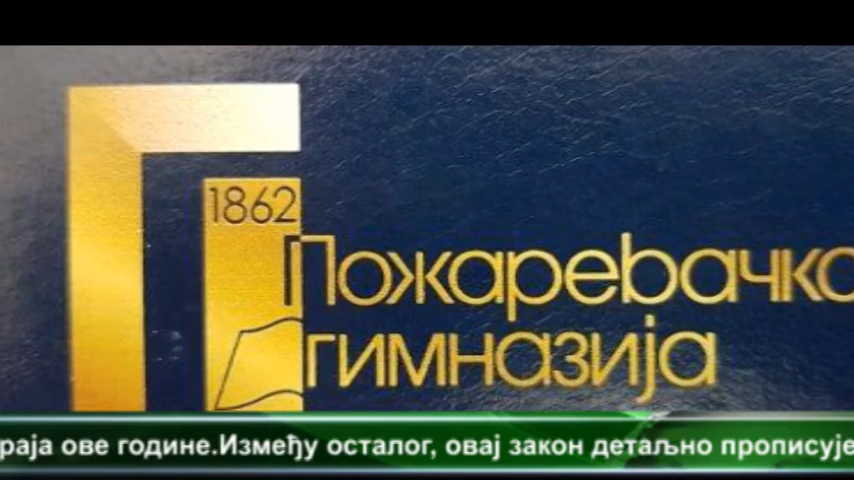 1862
Пожаревачка
гимназија
раја ове године.Између осталог, овај закон детаљно прописује